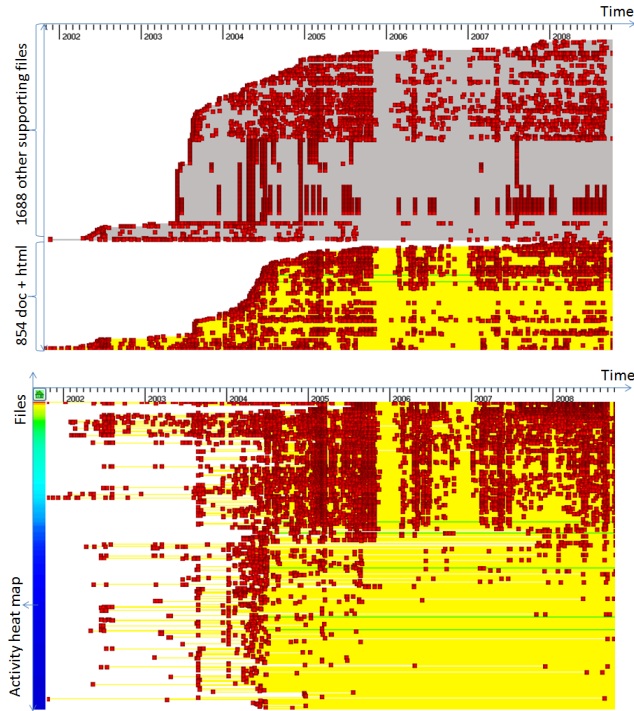 Time
2002 2003 2004 2005 2006 2007 2008
1688 other supporting files
854 doc + html
Time
2002 2003 2004 2005 2006 2007 2008
Files
Activity heat map